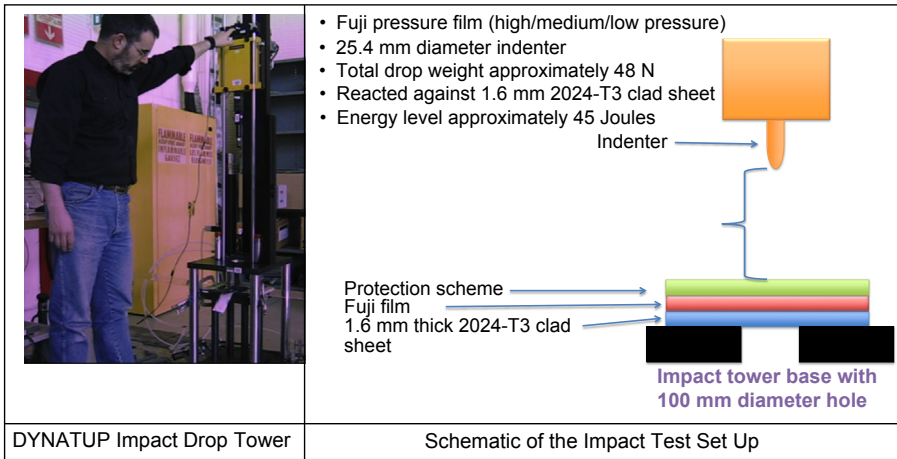 • Fuji pressure film (high/medium/low pressure)
• 25.4 mm diameter indenter
• Total drop weight approximately 48 N
• Reacted against 1.6 mm 2024-T3 clad sheet
• Energy level approximately 45 Joules
Indenter
Protection scheme
Fuji film
1.6 mm thick 2024-T3 clad
sheet
Impact tower base with
100 mm diameter hole
FLAMMABLE
FLAMMABLE
DYNATUP Impact Drop Tower
Schematic of the Impact Test Set Up